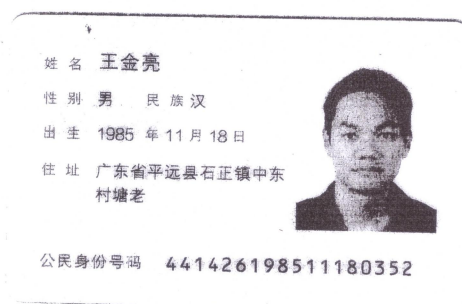 姓名 王金亮
性别 男 民族 汉
出生 1985 年 11 月 18 日
住址 广东省平远县石正镇中东
村塘老
公民身份号码 441426198511180352